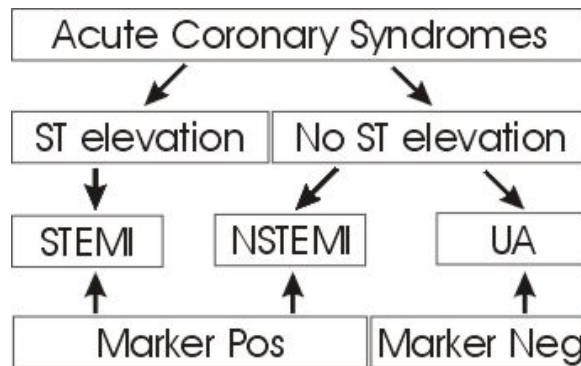 Acute Coronary Syndromes
ST elevation No ST elevation
STEMI NSTEMI UA
Marker Pos Marker Neg